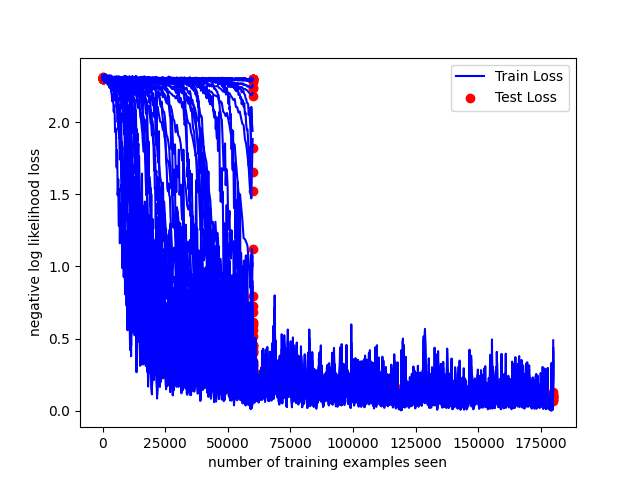 Train Loss
Test Loss
negative log likelihood loss
2.0
1.5
1.0
0.5
0.0
0 25000 50000 75000 100000 125000 150000 175000
number of training examples seen